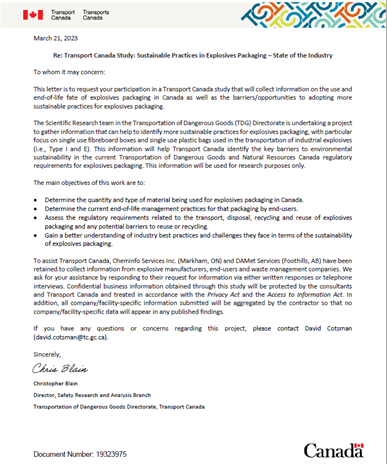 Transport Canada
Transports Canada
March 21, 2023
Re: Transport Canada Study: Sustainable Practices in Explosives Packaging – State of the Industry
To whom it may concern:
This letter is to request your participation in a Transport Canada study that will collect information on the use and
end-of-life fate of explosives packaging in Canada as well as the barriers/opportunities to adopting more
sustainable practices for explosives packaging.
The Scientific Research team in the Transportation of Dangerous Goods (TDG) Directorate is undertaking a project
to gather information that can help to identify more sustainable practices for explosives packaging, with particular
focus on single use fibreboard boxes and single use plastic bags used in the transportation of industrial explosives
(i.e., Type I and E). This information will help Transport Canada identify the key barriers to environmental
sustainability in the current Transportation of Dangerous Goods and Natural Resources Canada regulatory
requirements for explosives packaging. This information will be used for research purposes only.
The main objectives of this work are to:
• Determine the quantity and type of material being used for explosives packaging in Canada.
• Determine the current end-of-life management practices for that packaging by end-users.
• Assess the regulatory requirements related to the transport, disposal, recycling and reuse of explosives
packaging and any potential barriers to reuse or recycling.
• Gain a better understanding of industry best practices and challenges they face in terms of the sustainability
of explosives packaging.
To assist Transport Canada, Cheminfo Services Inc. (Markham, ON) and DAMet Services (Foothills, AB) have
been retained to collect information from explosive manufacturers, end-users and waste management companies. We
ask for your assistance by responding to their request for information via either written responses or telephone
interviews. Confidential business information obtained through this study will be protected by the consultants
and Transport Canada and treated in accordance with the Privacy Act and the Access to Information Act. In
addition, all company/facility-specific information submitted will be aggregated by the contractor so that no
company/facility-specific data will appear in any published findings.
If you have any questions or concerns regarding this project, please contact David Cotsman
(david.cotsman@tc.gc.ca).
Sincerely,
Chris Blain
Christopher Blain
Director, Safety Research and Analysis Branch
Transportation of Dangerous Goods Directorate, Transport Canada
Document Number: 19323975
Canada